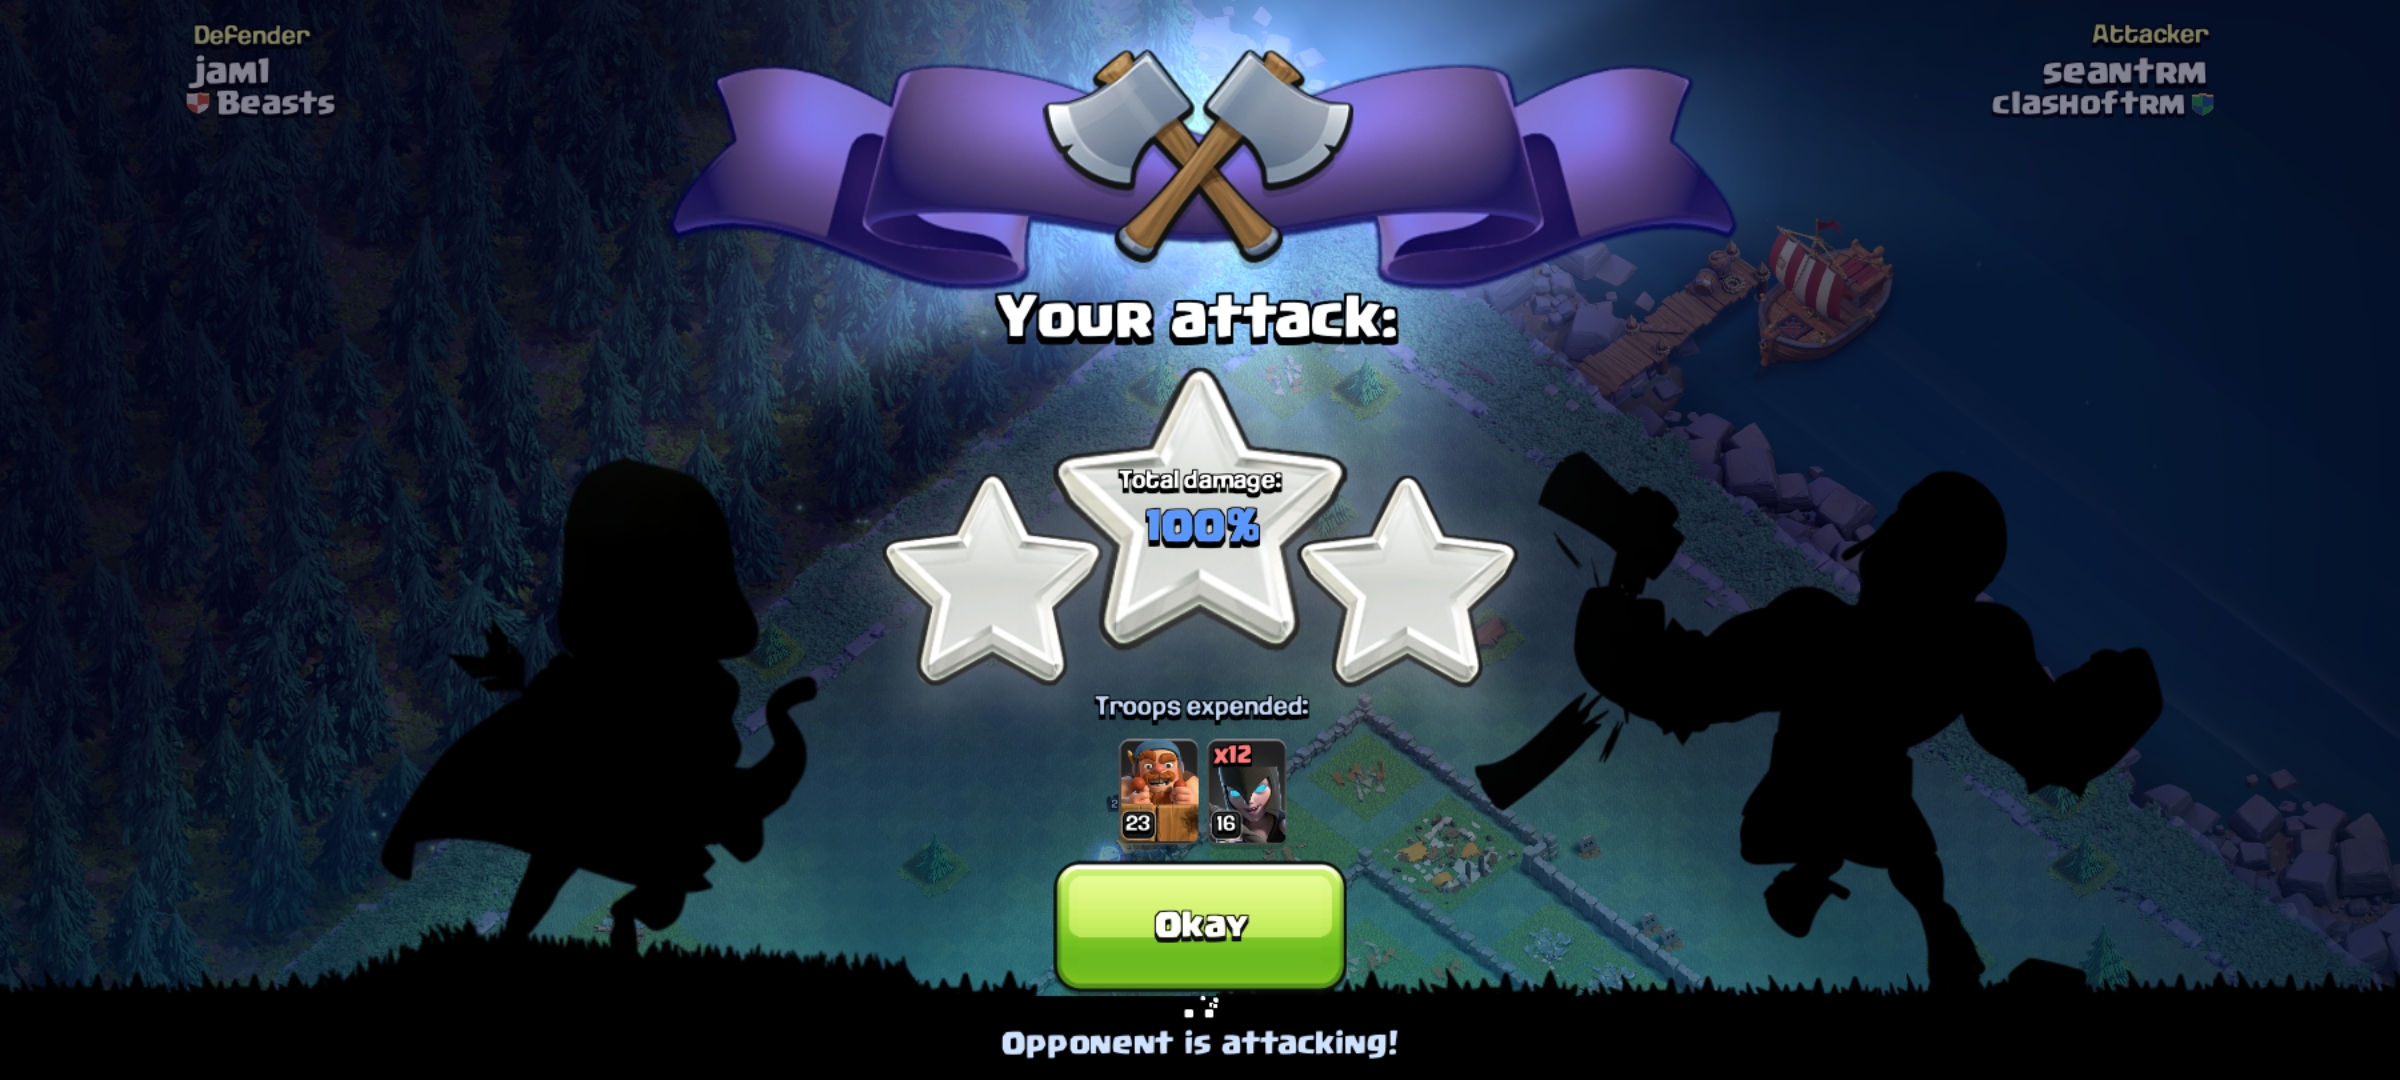 Defender
jam1
Beasts
Attacker
seantRM
clashoftRM
Your attack:
Total damage:
100%
Troops expended:
x12
23
16
Okay
Opponent is attacking!